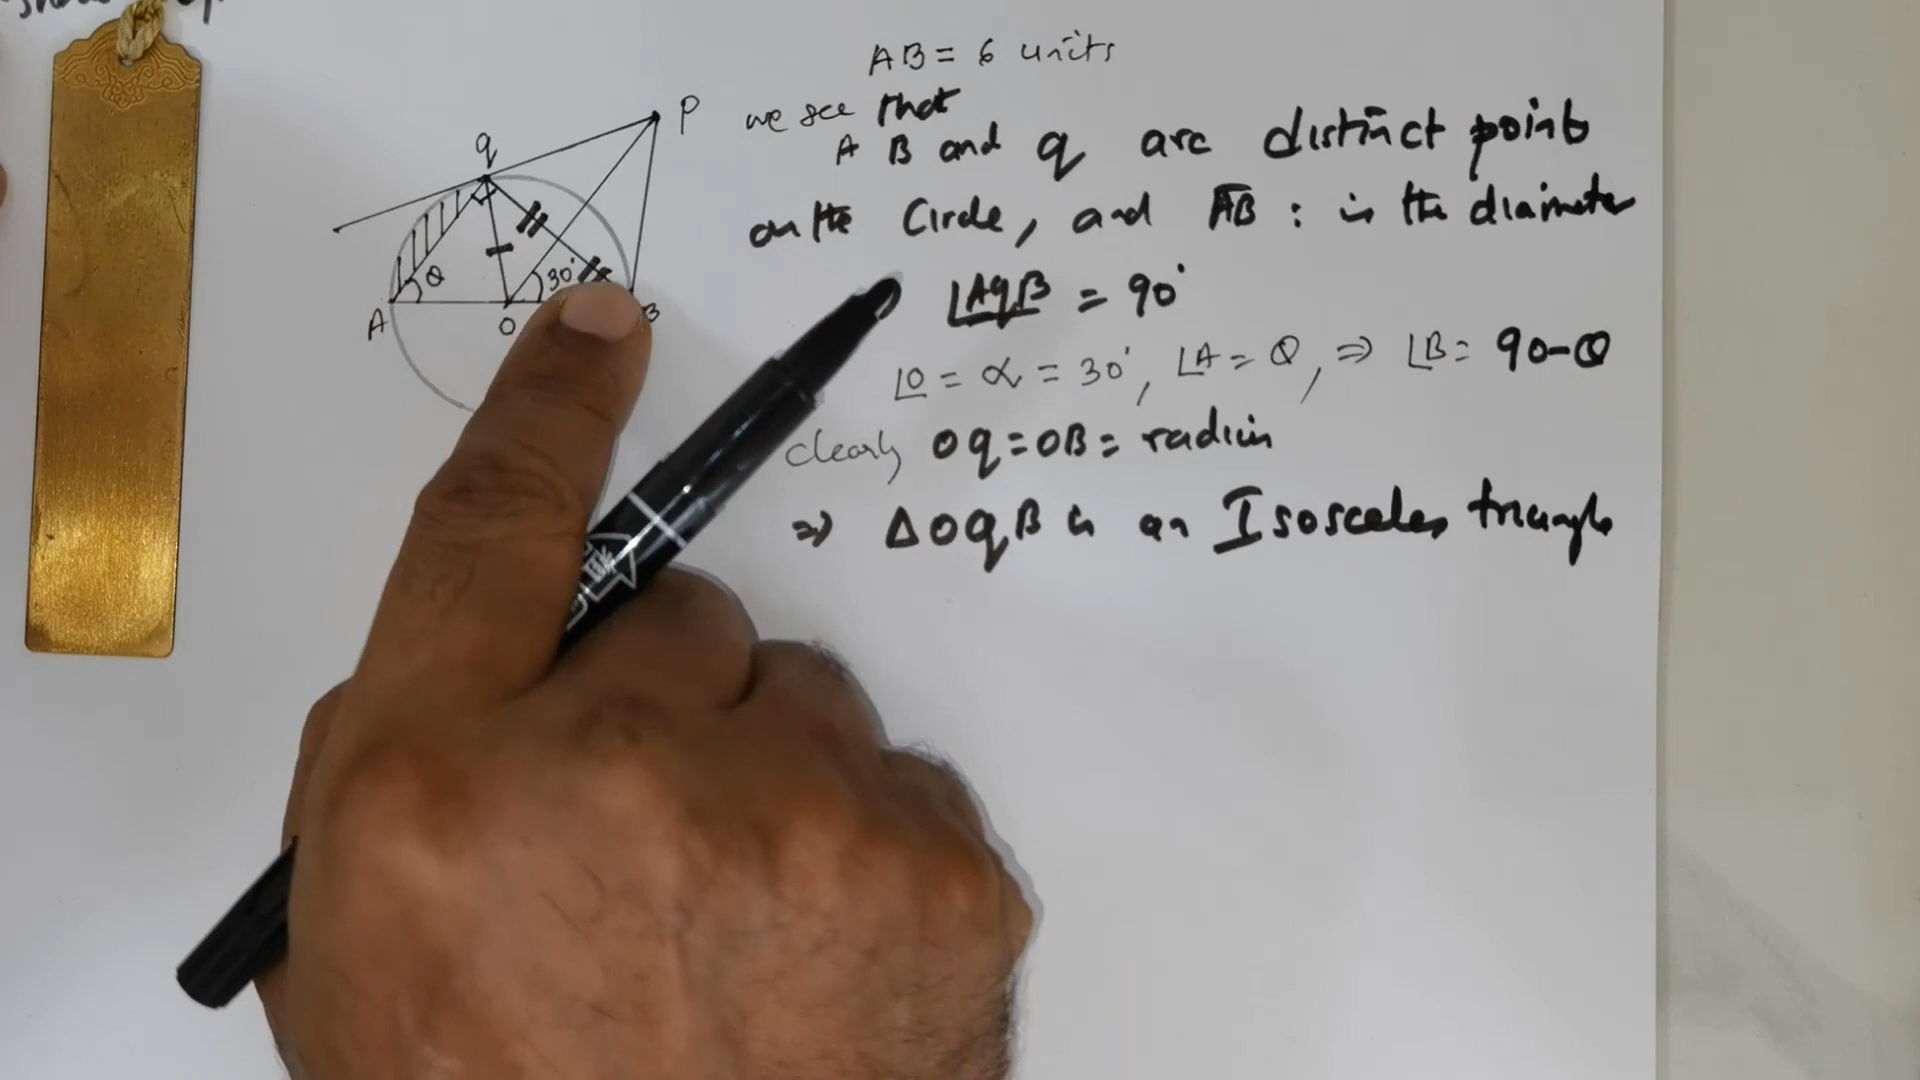 AB = 6 units
we see that
A B and q are distinct points
on the Circle, and AB : is the diameter
∟AqB = 90°
∟O = α = 30°, ∟A = θ, ⇒ ∟B = 90-θ
clearly Oq = OB = radius
⇒ ΔOqB is an Isosceles triangle
P
q
θ
30°
A
O
B